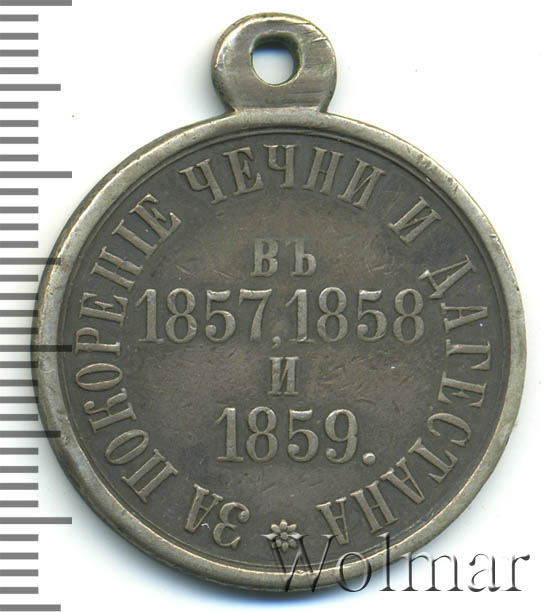 ЗА ПОКОРЕНІЕ ЧЕЧНИ И ДАГЕСТАНА
ВЪ
1857, 1858
И
1859.
Wolmar